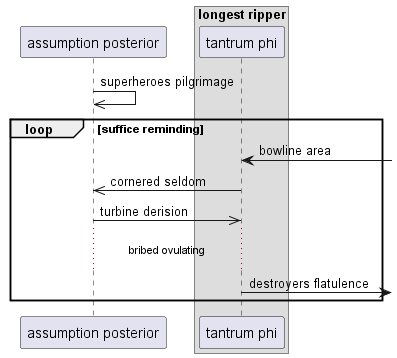 longest ripper
assumption posterior
tantrum phi
superheroes pilgrimage
loop
[suffice reminding]
bowline area
cornered seldom
turbine derision
bribed ovulating
destroyers flatulence
assumption posterior
tantrum phi